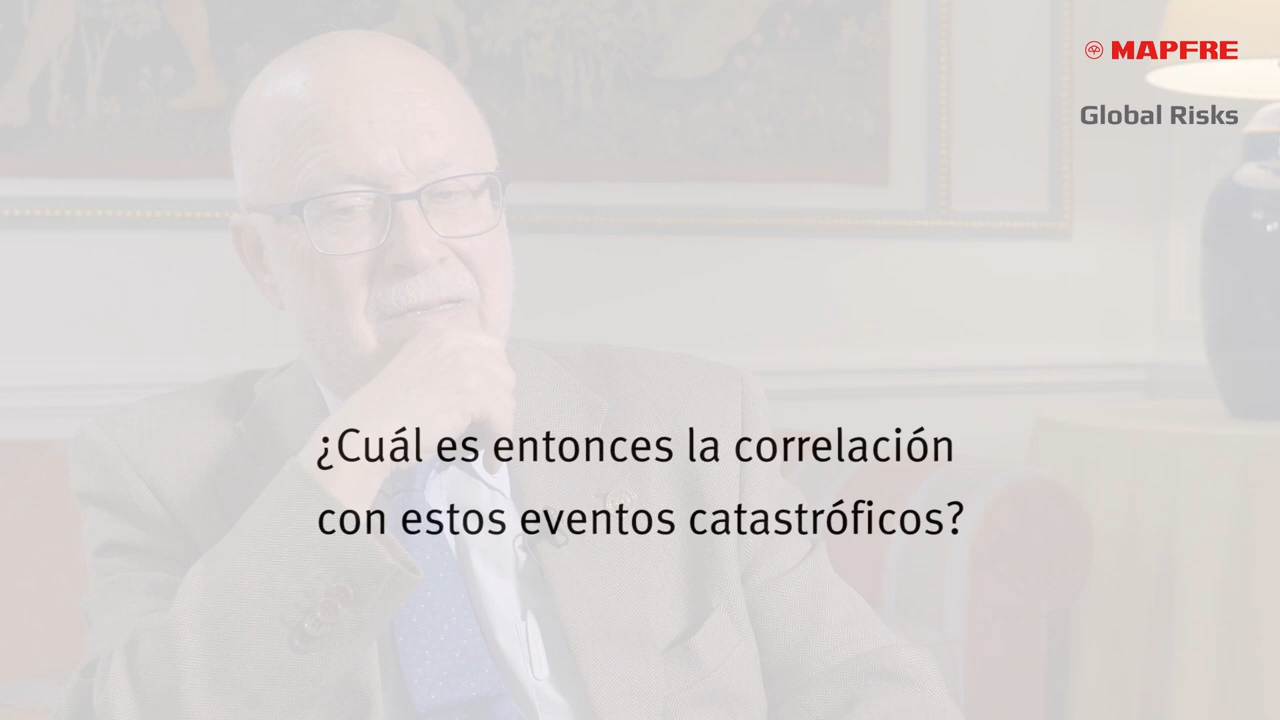 MAPFRE
Global Risks
¿Cuál es entonces la correlación
con estos eventos catastróficos?